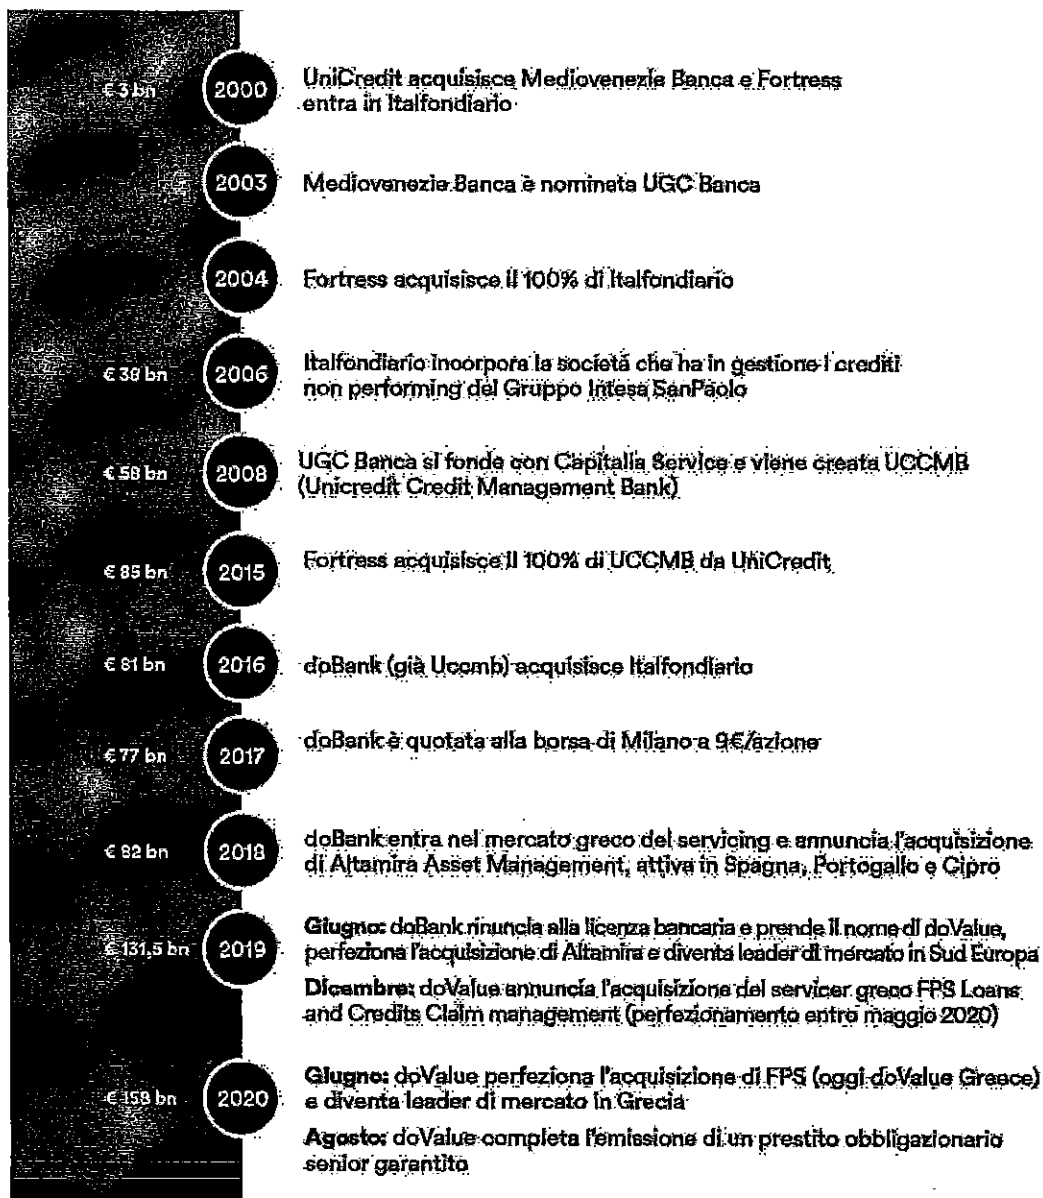 € 3 bn
2000
UniCredit acquisisce Mediovenezie Banca e Fortress
entra in Italfondiario
2003
Mediovenezie Banca è nominata UGC Banca
2004
Fortress acquisisce il 100% di Italfondiario
€ 38 bn
2006
Italfondiario incorpora la società che ha in gestione i crediti
non performing del Gruppo Intesa SanPaolo
€ 58 bn
2008
UGC Banca si fonde con Capitalia Service e viene creata UCCMB
(Unicredit Credit Management Bank)
€ 85 bn
2015
Fortress acquisisce il 100% di UCCMB da UniCredit
€ 81 bn
2016
doBank (già Uccmb) acquisisce Italfondiario
€ 77 bn
2017
doBank è quotata alla borsa di Milano a 9€/azione
€ 82 bn
2018
doBank entra nel mercato greco del servicing e annuncia l'acquisizione
di Altamira Asset Management, attiva in Spagna, Portogallo e Cipro
€ 131,5 bn
2019
Giugno: doBank rinuncia alla licenza bancaria e prende il nome di doValue,
perfeziona l'acquisizione di Altamira e diventa leader di mercato in Sud Europa
Dicembre: doValue annuncia l'acquisizione del servicer greco FPS Loans
and Credits Claim management (perfezionamento entro maggio 2020)
€ 158 bn
2020
Giugno: doValue perfeziona l'acquisizione di FPS (oggi doValue Greece)
e diventa leader di mercato in Grecia
Agosto: doValue completa l'emissione di un prestito obbligazionario
senior garantito